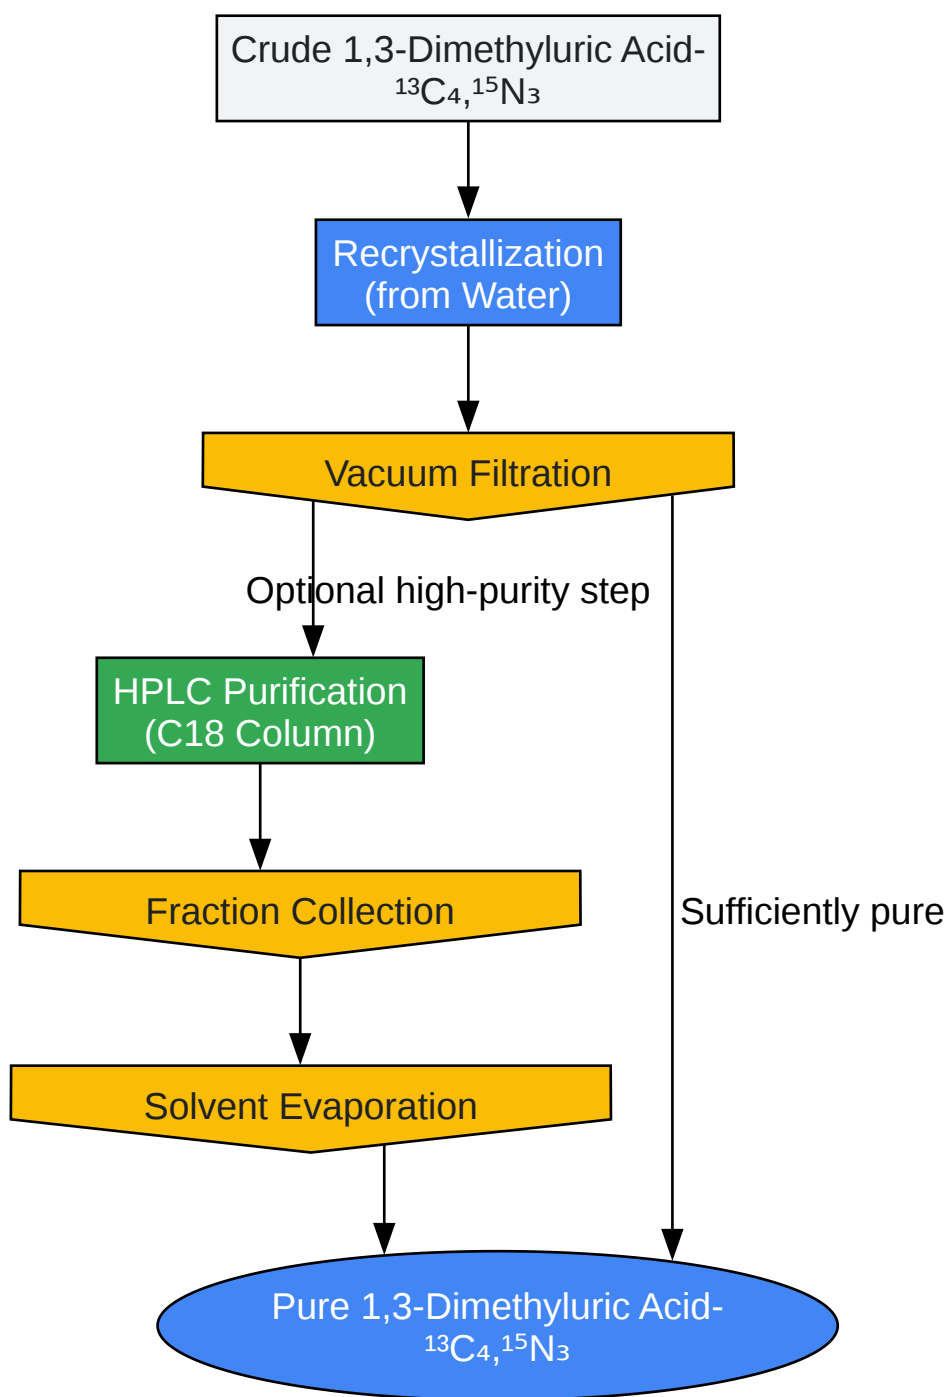 Crude 1,3-Dimethyluric Acid-
¹³C₄,¹⁵N₃
Recrystallization
(from Water)
Vacuum Filtration
Optional high-purity step
HPLC Purification
(C18 Column)
Fraction Collection
Sufficiently pure
Solvent Evaporation
Pure 1,3-Dimethyluric Acid-
¹³C₄,¹⁵N₃